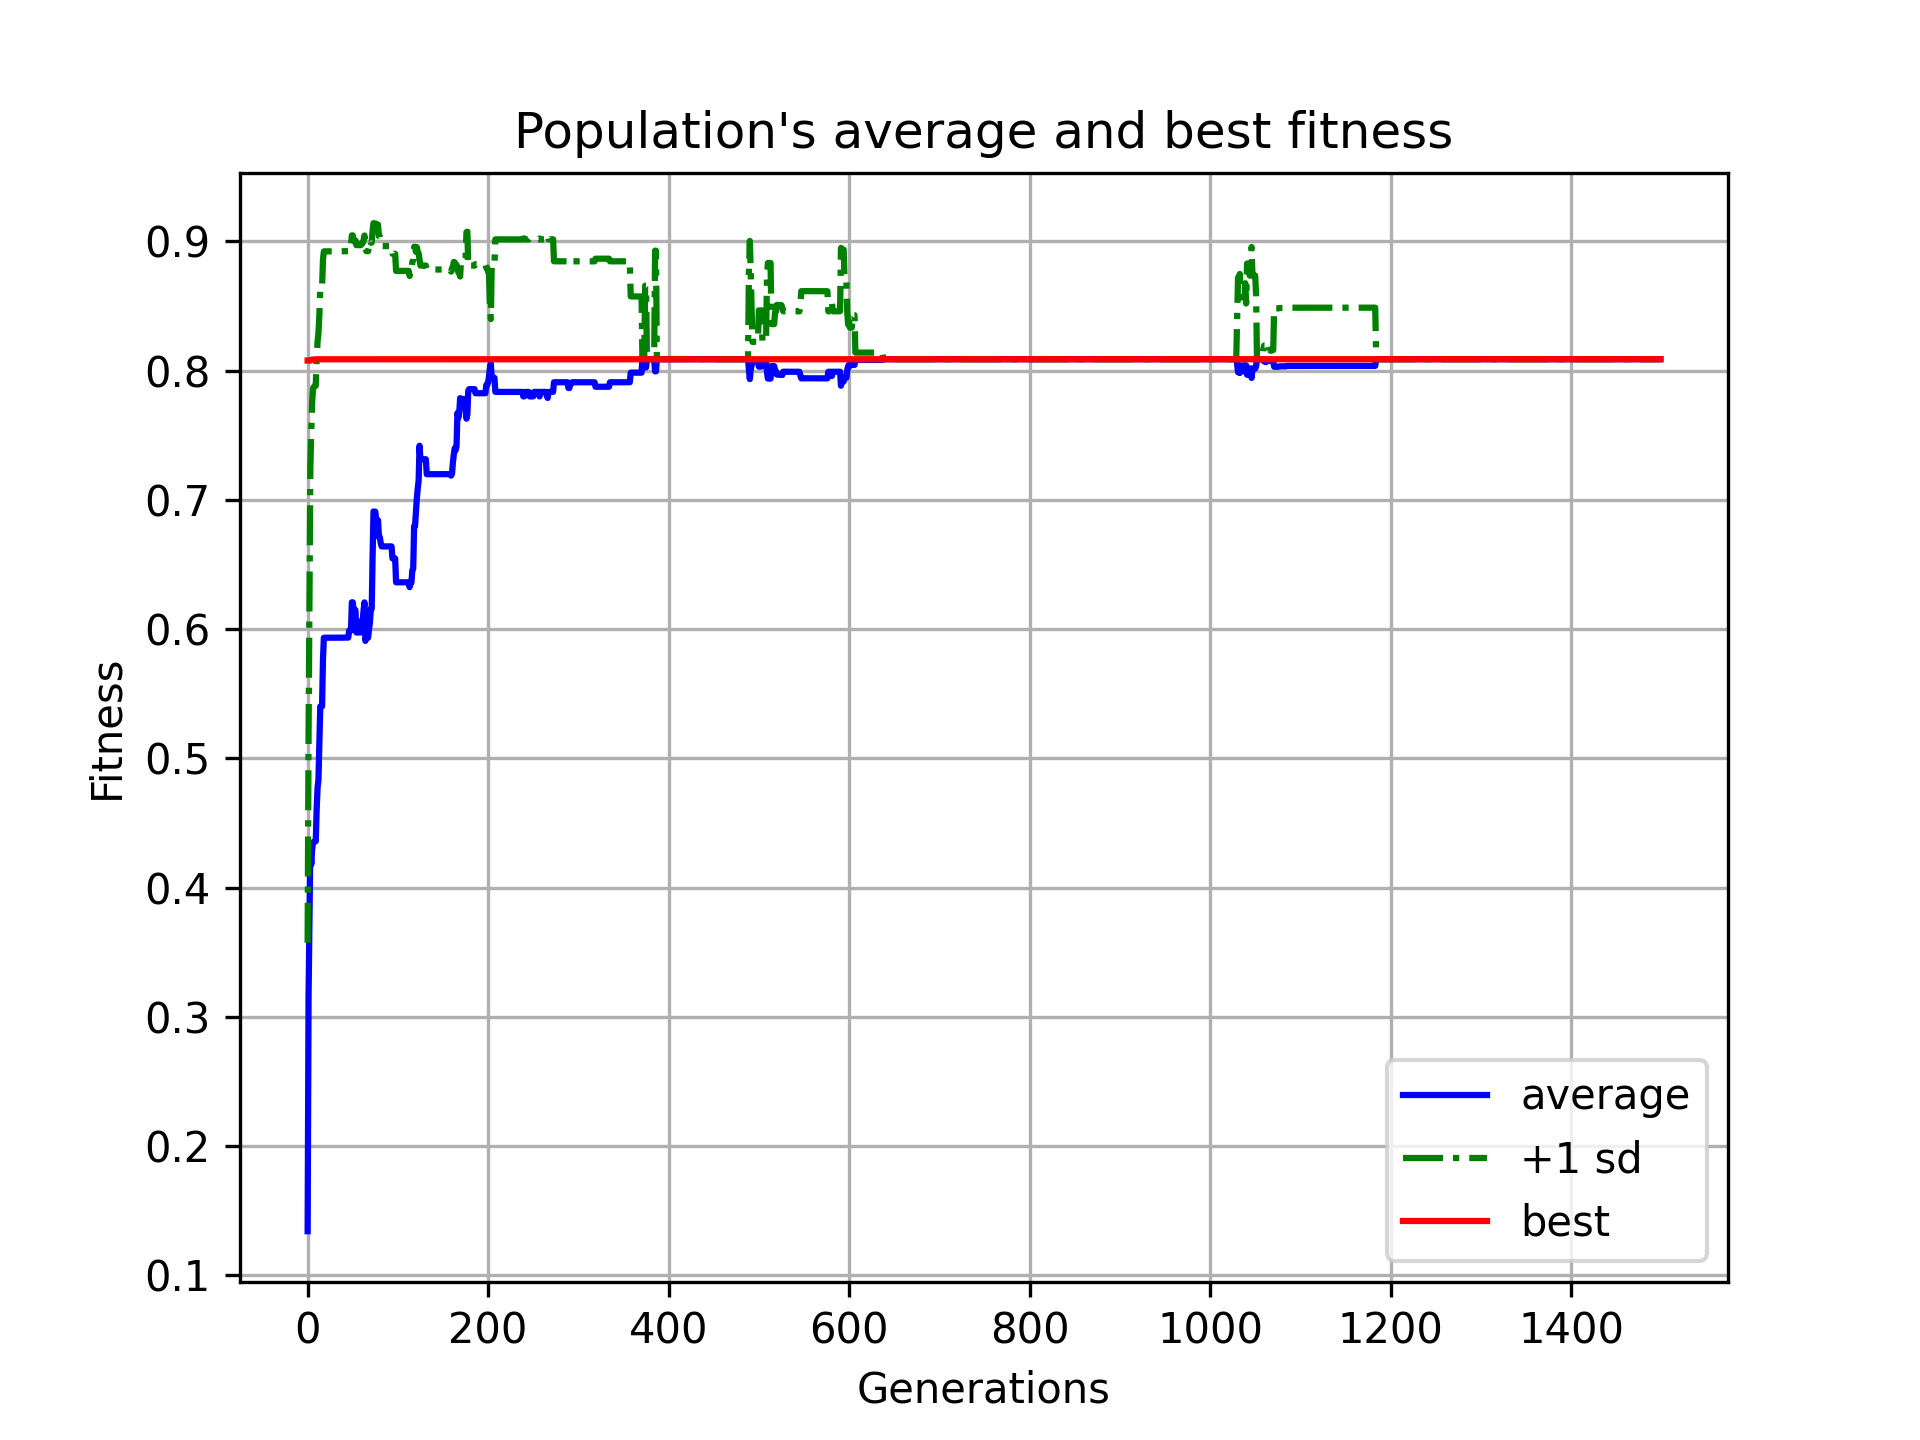 Population's average and best fitness
Fitness
0.9
0.8
0.7
0.6
0.5
0.4
0.3
0.2
0.1
0 200 400 600 800 1000 1200 1400
Generations
average
+1 sd
best